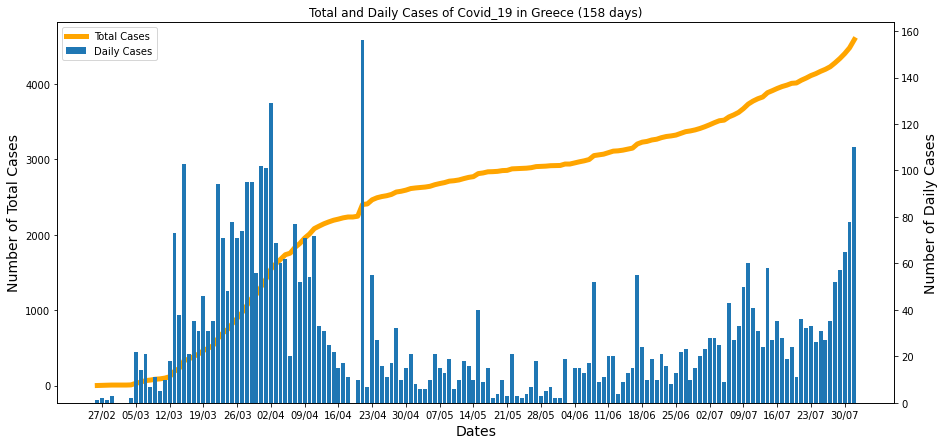 Total and Daily Cases of Covid_19 in Greece (158 days)
Total Cases
Daily Cases
Number of Total Cases
4000
3000
2000
1000
0
Number of Daily Cases
160
140
120
100
80
60
40
20
0
27/02 05/03 12/03 19/03 26/03 02/04 09/04 16/04 23/04 30/04 07/05 14/05 21/05 28/05 04/06 11/06 18/06 25/06 02/07 09/07 16/07 23/07 30/07
Dates